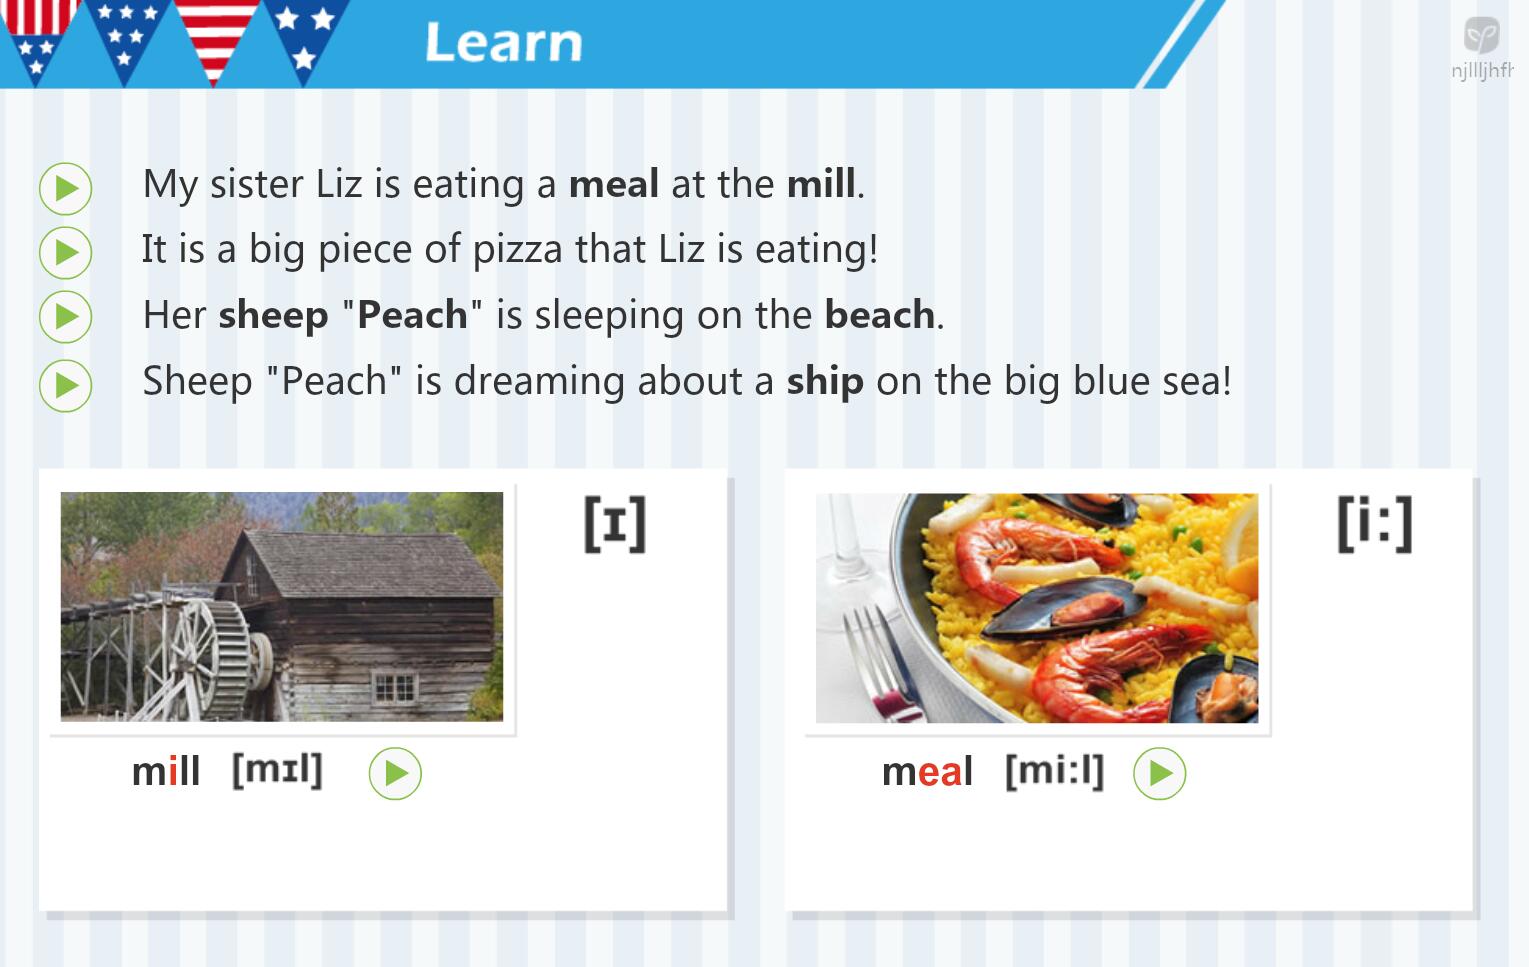 Learn
njllljhfh
My sister Liz is eating a meal at the mill.
It is a big piece of pizza that Liz is eating!
Her sheep "Peach" is sleeping on the beach.
Sheep "Peach" is dreaming about a ship on the big blue sea!
[ɪ]
[i:]
mill [mɪl]
meal [mi:l]